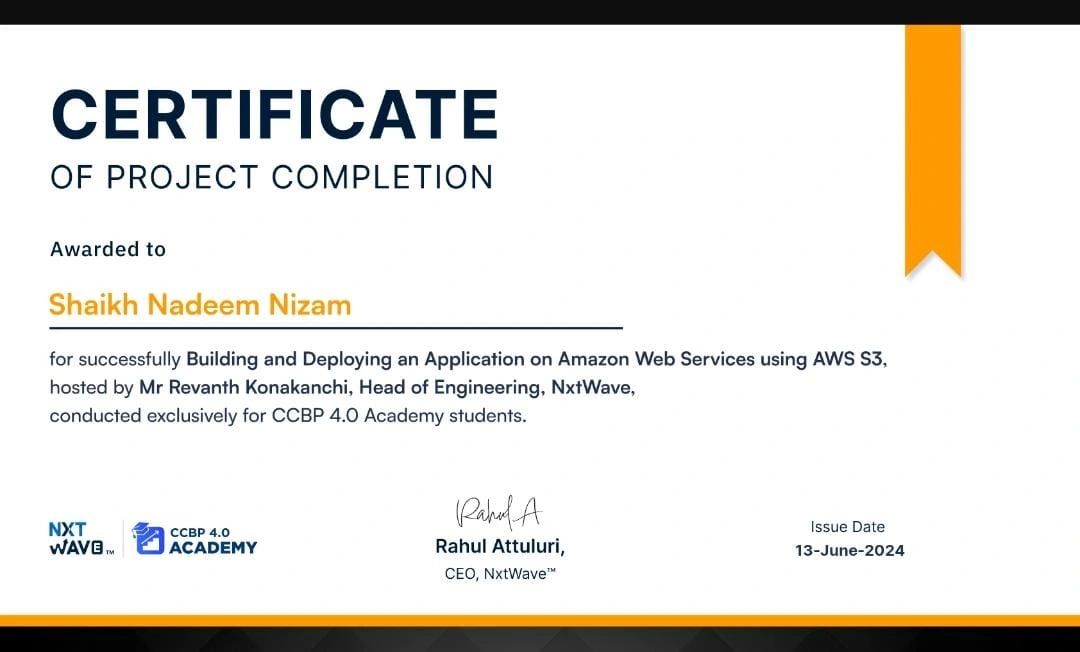 CERTIFICATE
OF PROJECT COMPLETION
Awarded to
Shaikh Nadeem Nizam
for successfully Building and Deploying an Application on Amazon Web Services using AWS S3,
hosted by Mr Revanth Konakanchi, Head of Engineering, NxtWave,
conducted exclusively for CCBP 4.0 Academy students.
NXT
WAVE™
CCBP 4.0
ACADEMY
Rahul A
Rahul Attuluri,
CEO, NxtWave™
Issue Date
13-June-2024